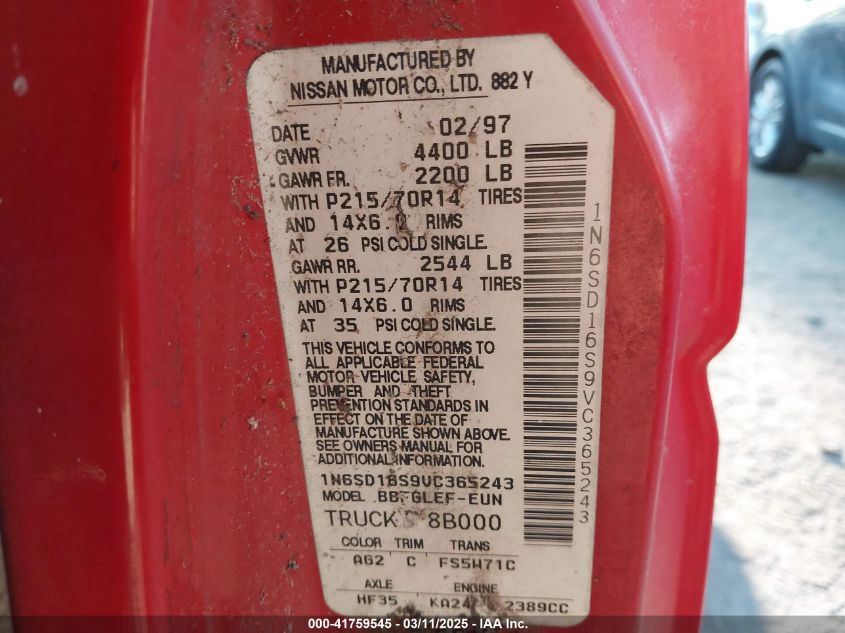 MANUFACTURED BY
NISSAN MOTOR CO., LTD. 882 Y
DATE 02/97
GVWR 4400 LB
GAWR FR. 2200 LB
WITH P215/70R14 TIRES
AND 14X6.0 RIMS
AT 26 PSI COLD SINGLE.
GAWR RR. 2544 LB
WITH P215/70R14 TIRES
AND 14X6.0 RIMS
AT 35 PSI COLD SINGLE.
THIS VEHICLE CONFORMS TO
ALL APPLICABLE FEDERAL
MOTOR VEHICLE SAFETY,
BUMPER AND THEFT
PREVENTION STANDARDS IN
EFFECT ON THE DATE OF
MANUFACTURE SHOWN ABOVE.
SEE OWNERS MANUAL FOR
ADDITIONAL INFORMATION.
1N6SD16S9VC365243
MODEL
TRUCK 8B000
COLOR TRIM TRANS
AG2 C FS5W71C
AXLE ENGINE
HF35 2389CC
1N6SD16S9VC365243
000-41759545 - 03/11/2025 - IAA Inc.